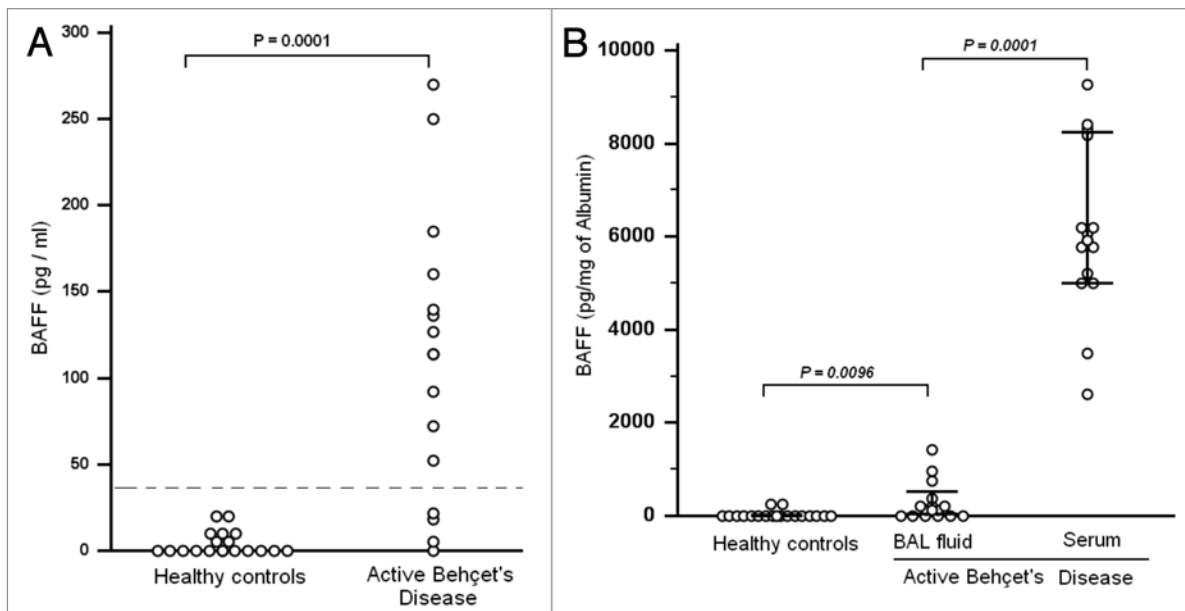 A
P = 0.0001
300
250
200
150
100
50
0
BAFF (pg / ml)
Healthy controls
Active Behçet's
Disease
B
P = 0.0001
P = 0.0096
10000
8000
6000
4000
2000
0
BAFF (pg/mg of Albumin)
Healthy controls
BAL fluid
Serum
Active Behçet's Disease